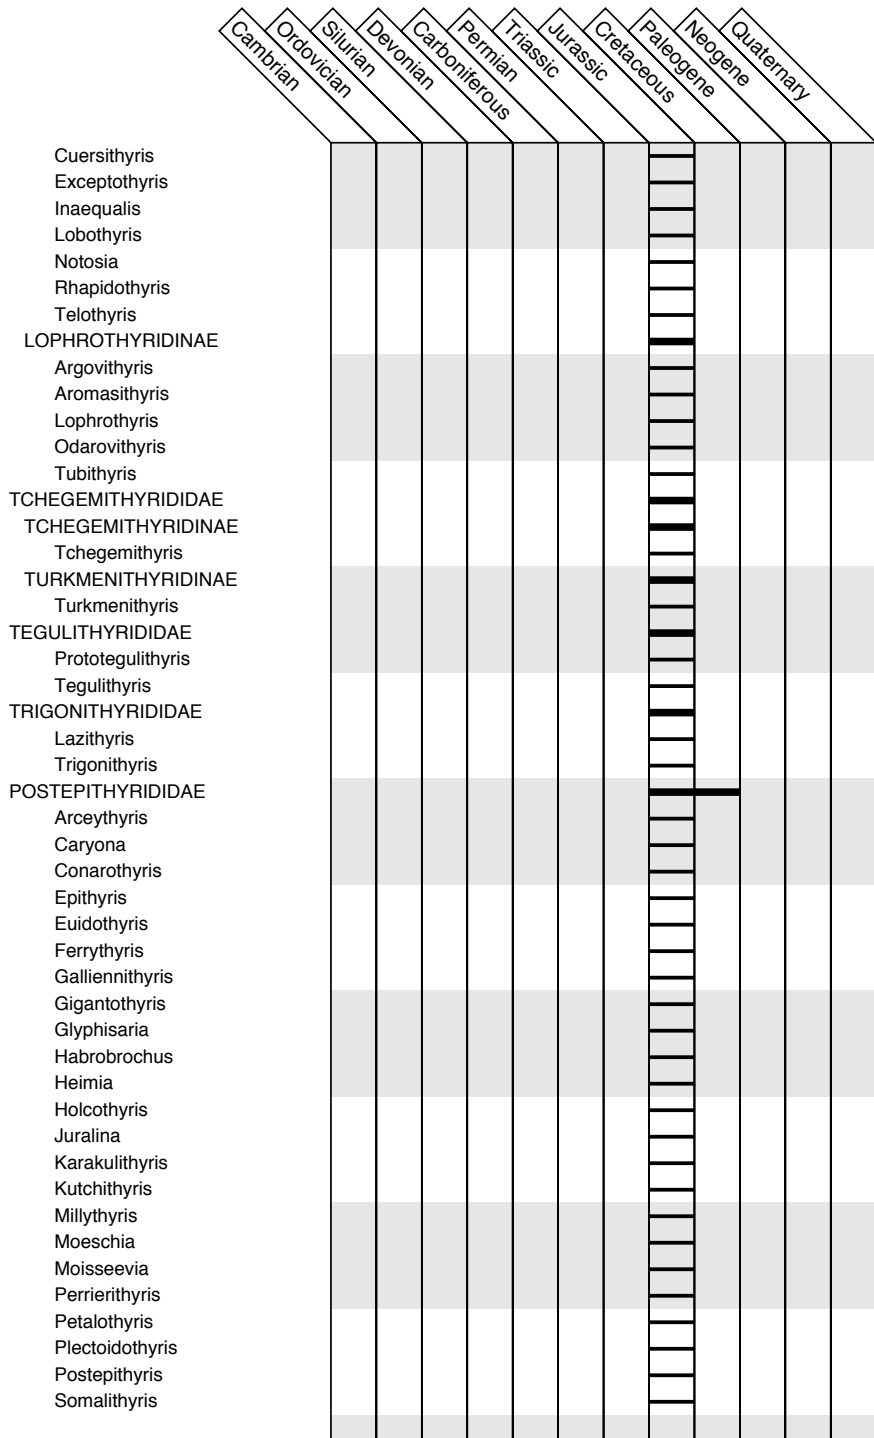 Cambrian
Ordovician
Silurian
Devonian
Carboniferous
Permian
Triassic
Jurassic
Cretaceous
Paleogene
Neogene
Quaternary
Cuersithyris
Exceptothyris
Inaequalis
Lobothyris
Notosia
Rhapidothyris
Telothyris
LOPHROTHYRIDINAE
Argovithyris
Aromasithyris
Lophrothyris
Odarovithyris
Tubithyris
TCHEGEMITHYRIDIDAE
TCHEGEMITHYRIDINAE
Tchegemithyris
TURKMENITHYRIDINAE
Turkmenithyris
TEGULITHYRIDIDAE
Prototegulithyris
Tegulithyris
TRIGONITHYRIDIDAE
Lazithyris
Trigonithyris
POSTEPITHYRIDIDAE
Arceythyris
Caryona
Conarothyris
Epithyris
Euidothyris
Ferrythyris
Galliennithyris
Gigantothyris
Glyphisaria
Habrobrochus
Heimia
Holcothyris
Juralina
Karakulithyris
Kutchithyris
Millythyris
Moeschia
Moisseevia
Perrierithyris
Petalothyris
Plectoidothyris
Postepithyris
Somalithyris